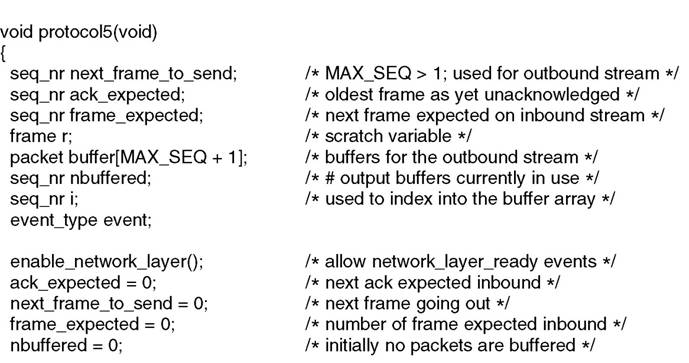 void protocol5(void)
{
seq_nr next_frame_to_send; /* MAX_SEQ > 1; used for outbound stream */
seq_nr ack_expected; /* oldest frame as yet unacknowledged */
seq_nr frame_expected; /* next frame expected on inbound stream */
frame r; /* scratch variable */
packet buffer[MAX_SEQ + 1]; /* buffers for the outbound stream */
seq_nr nbuffered; /* # output buffers currently in use */
seq_nr i; /* used to index into the buffer array */
event_type event;
enable_network_layer(); /* allow network_layer_ready events */
ack_expected = 0; /* next ack expected inbound */
next_frame_to_send = 0; /* next frame going out */
frame_expected = 0; /* number of frame expected inbound */
nbuffered = 0; /* initially no packets are buffered */